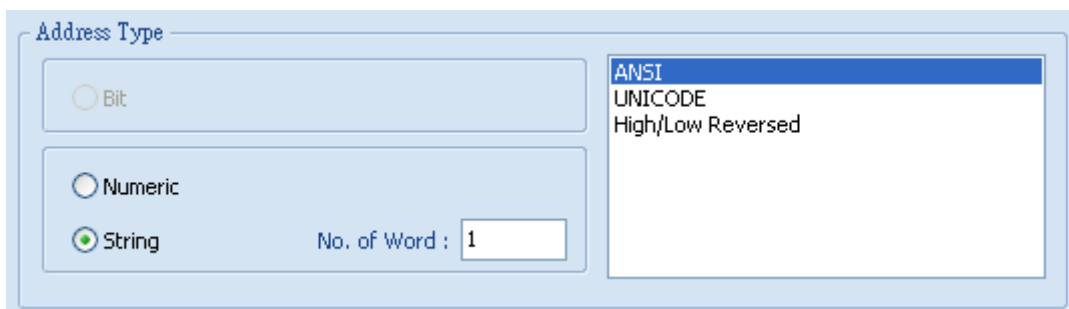 Address Type
Bit
Numeric
String No. of Word : 1
ANSI
UNICODE
High/Low Reversed